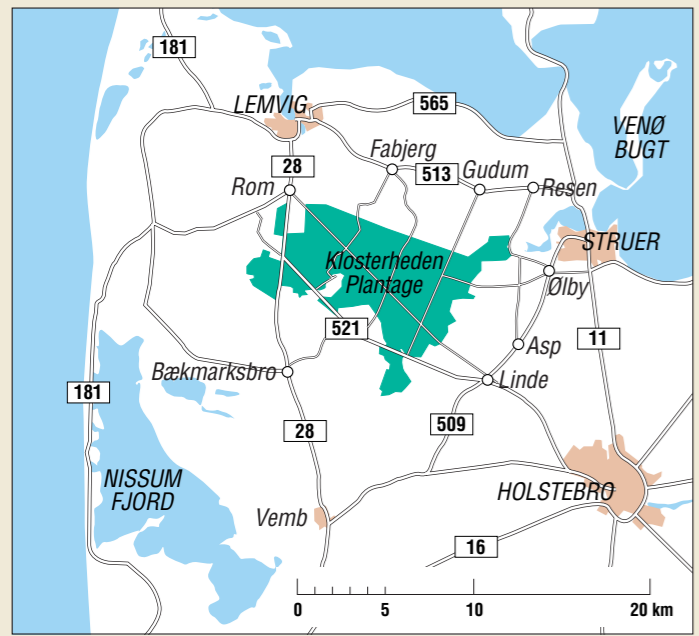 181
LEMVIG
565
VENØ
BUGT
Fabjerg
28
513
Gudum
Rom
Resen
STRUER
Klosterheden
Plantage
Ølby
521
11
Asp
Bækmarksbro
Linde
181
28
509
NISSUM
FJORD
HOLSTEBRO
Vemb
16
0 5 10 20 km